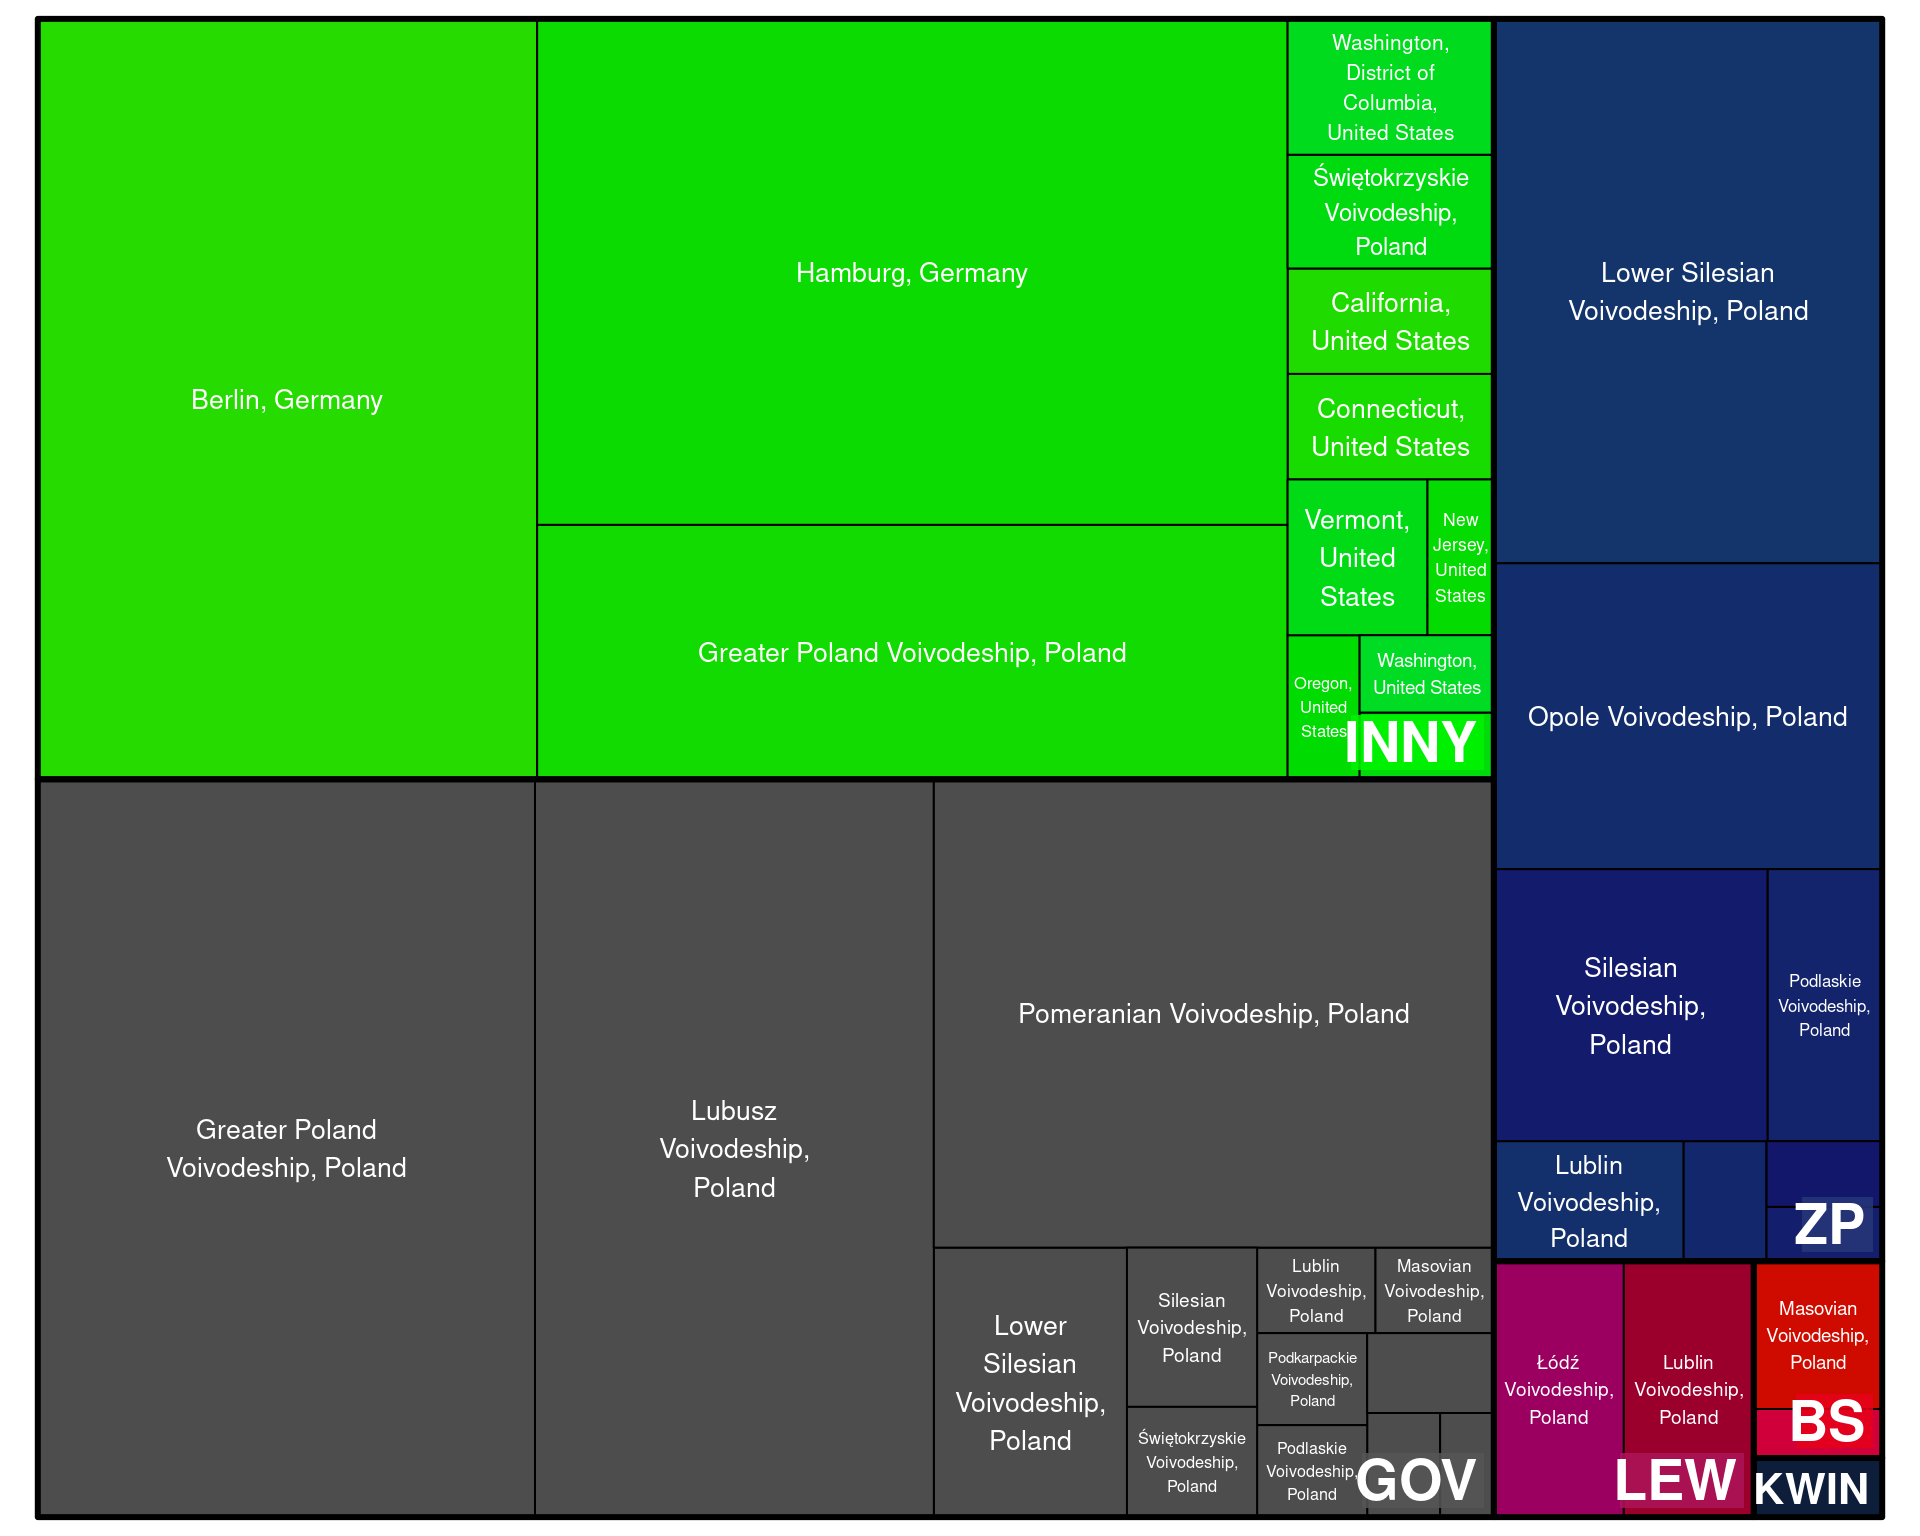 Berlin, Germany
Hamburg, Germany
Greater Poland Voivodeship, Poland
Washington,
District of
Columbia,
United States
Świętokrzyskie
Voivodeship,
Poland
California,
United States
Connecticut,
United States
Vermont,
United
States
New
Jersey,
United
States
Oregon,
United
States
Washington,
United States
INNY
Greater Poland
Voivodeship, Poland
Lubusz
Voivodeship,
Poland
Pomeranian Voivodeship, Poland
Lower
Silesian
Voivodeship,
Poland
Silesian
Voivodeship,
Poland
Świętokrzyskie
Voivodeship,
Poland
Lublin
Voivodeship,
Poland
Masovian
Voivodeship,
Poland
Podkarpackie
Voivodeship,
Poland
Podlaskie
Voivodeship,
Poland
GOV
Lower Silesian
Voivodeship, Poland
Opole Voivodeship, Poland
Silesian
Voivodeship,
Poland
Podlaskie
Voivodeship,
Poland
Lublin
Voivodeship,
Poland
ZP
Łódź
Voivodeship,
Poland
Lublin
Voivodeship,
Poland
LEW
Masovian
Voivodeship,
Poland
BS
KWIN